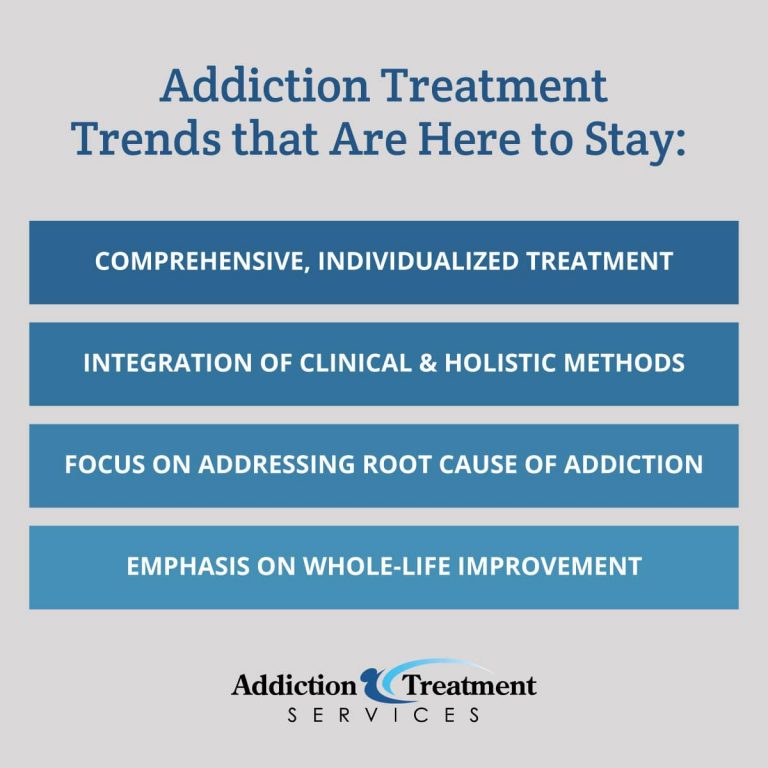 Addiction Treatment
Trends that Are Here to Stay:
COMPREHENSIVE, INDIVIDUALIZED TREATMENT
INTEGRATION OF CLINICAL & HOLISTIC METHODS
FOCUS ON ADDRESSING ROOT CAUSE OF ADDICTION
EMPHASIS ON WHOLE-LIFE IMPROVEMENT
Addiction Treatment
SERVICES